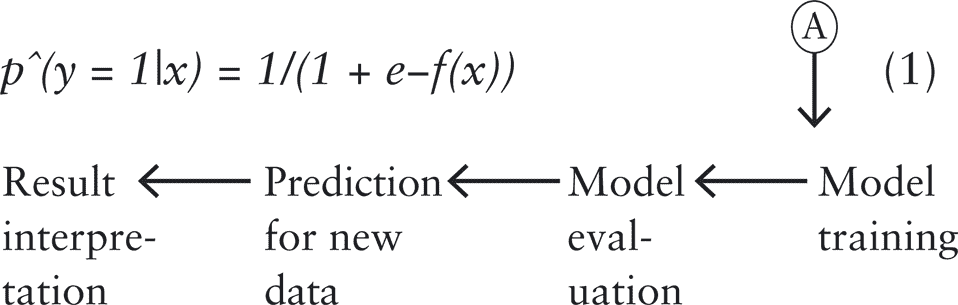 A
p^(y = 1|x) = 1/(1 + e−f(x)) (1)
Result Prediction Model Model
interpre- for new eval- training
tation data uation